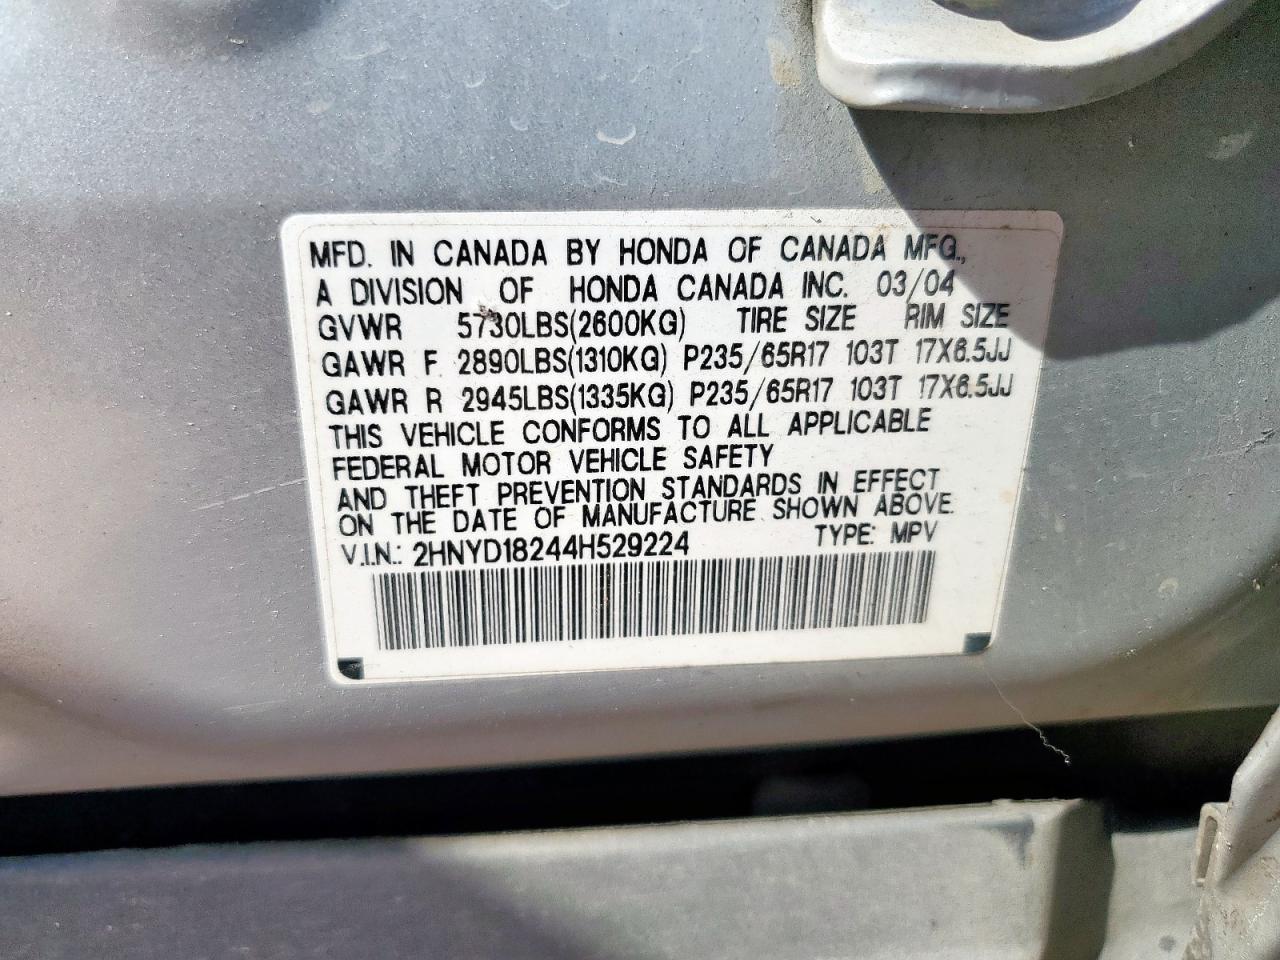 MFD. IN CANADA BY HONDA OF CANADA MFG.,
A DIVISION OF HONDA CANADA INC. 03/04
GVWR 5730LBS(2600KG) TIRE SIZE RIM SIZE
GAWR F 2890LBS(1310KG) P235/65R17 103T 17X6.5JJ
GAWR R 2945LBS(1335KG) P235/65R17 103T 17X6.5JJ
THIS VEHICLE CONFORMS TO ALL APPLICABLE
FEDERAL MOTOR VEHICLE SAFETY
AND THEFT PREVENTION STANDARDS IN EFFECT
ON THE DATE OF MANUFACTURE SHOWN ABOVE.
V.I.N.: 2HNYD18244H529224 TYPE: MPV